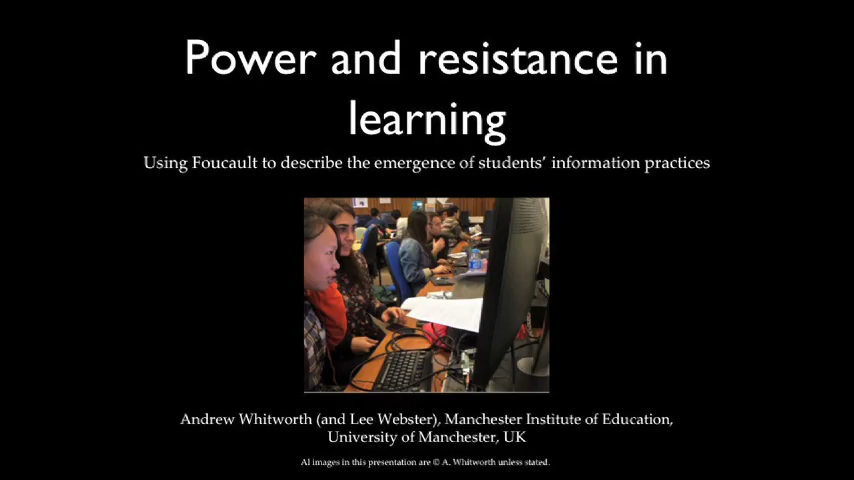 Power and resistance in
learning
Using Foucault to describe the emergence of students’ information practices
Andrew Whitworth (and Lee Webster), Manchester Institute of Education,
University of Manchester, UK
Al images in this presentation are © A. Whitworth unless stated.